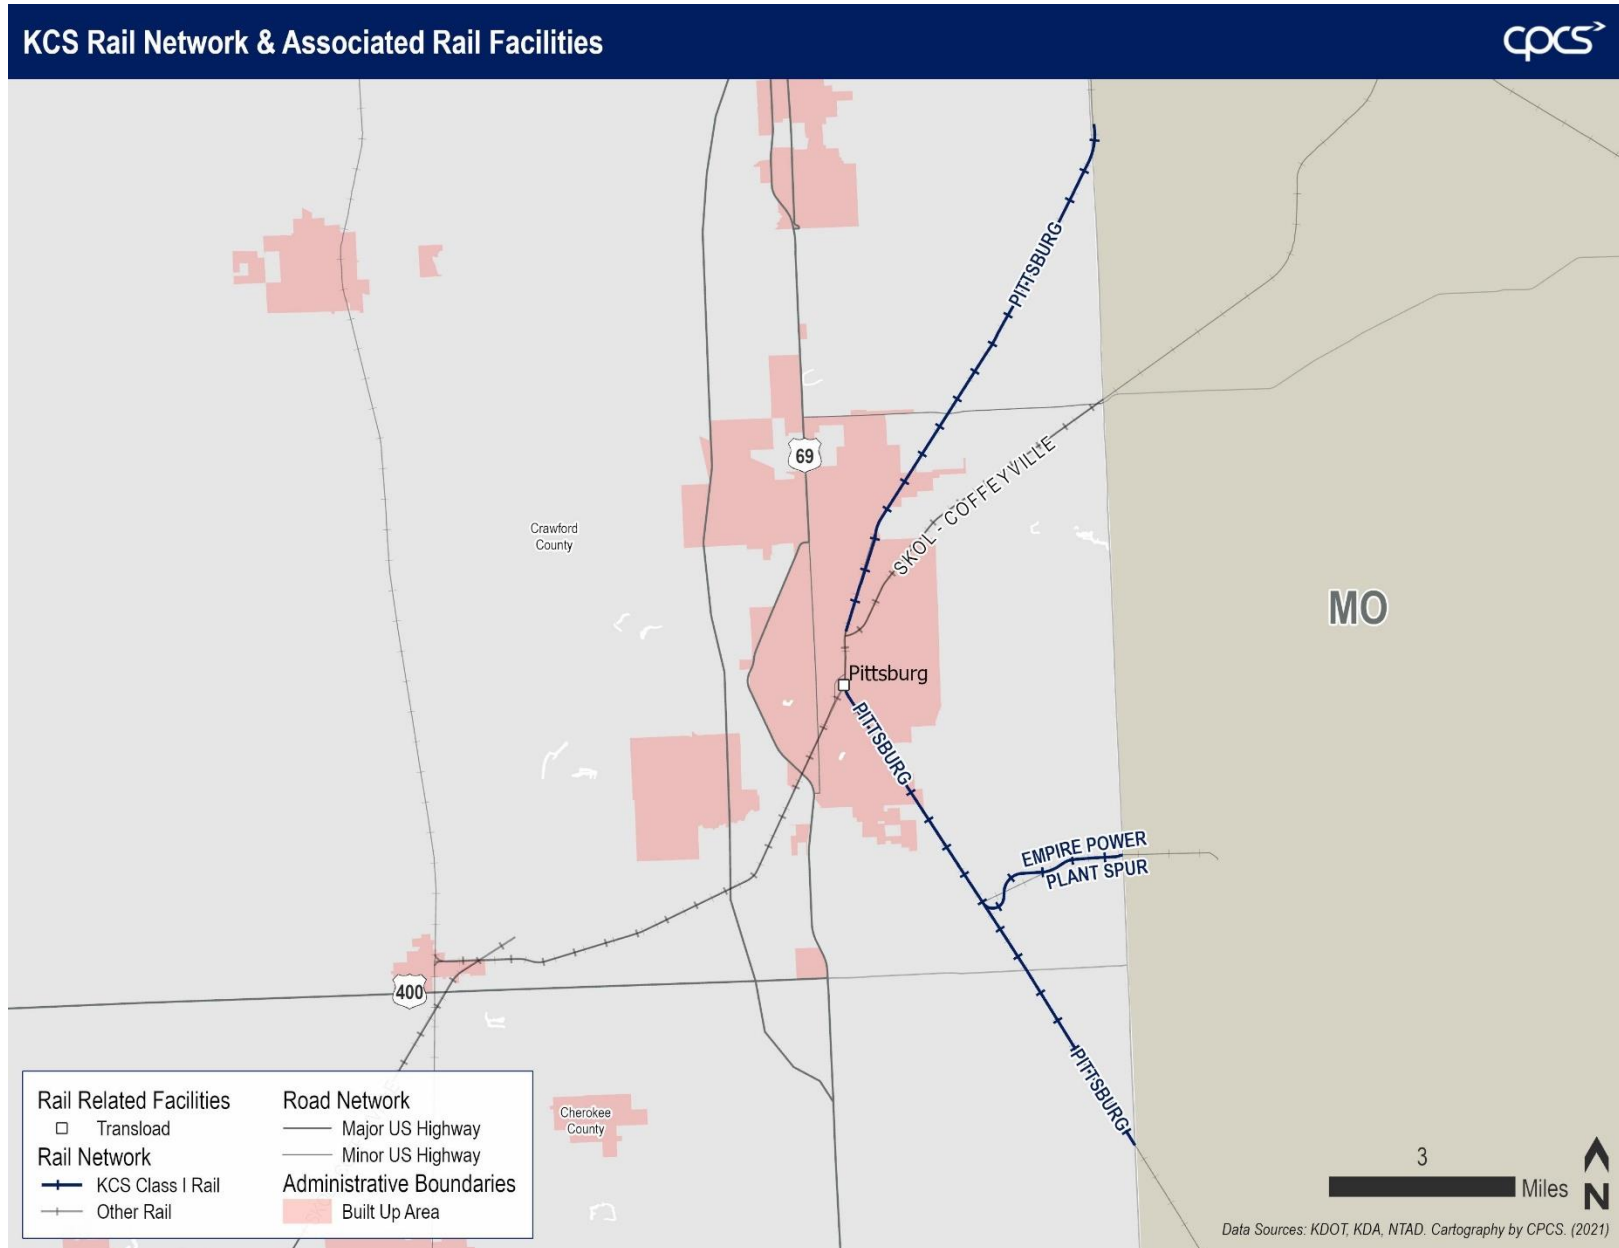 KCS Rail Network & Associated Rail Facilities
cpcs
PITTSBURG
69
SKOL - COFFEYVILLE
Crawford
County
MO
Pittsburg
PITTSBURG
EMPIRE POWER
PLANT SPUR
400
PITTSBURG
Cherokee
County
Rail Related Facilities
Transload
Rail Network
KCS Class I Rail
Other Rail
Road Network
Major US Highway
Minor US Highway
Administrative Boundaries
Built Up Area
3
Miles
N
Data Sources: KDOT, KDA, NTAD. Cartography by CPCS. (2021)